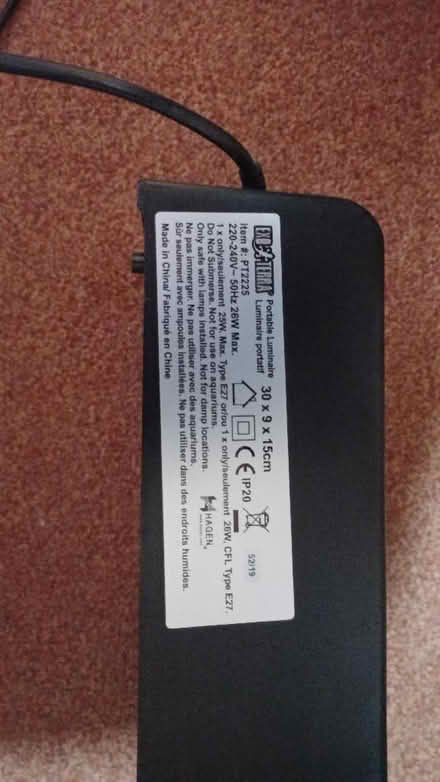 EXO TERRA® Portable Luminaire 30 x 9 x 15cm
Luminaire portatif
Item #: PT2225
220-240V~ 50Hz 26W Max.
CE IP20
52/19
1 x only/seulement 25W, Max. Type E27 or/ou 1 x only/seulement 26W, CFL Type E27.
Do Not Submerse. Not for use on aquariums.
Only safe with lamps installed. Not for damp locations.
Ne pas immerger. Ne pas utiliser avec des aquariums.
Sûr seulement avec ampoules installées. Ne pas utiliser dans des endroits humides.
Made in China/ Fabriqué en Chine
HAGEN®